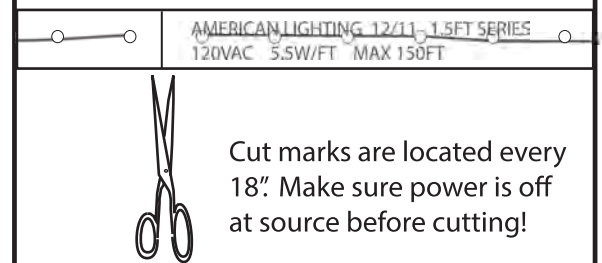 AMERICAN LIGHTING 12/11 1.5FT SERIES
120VAC 5.5W/FT MAX 150FT
Cut marks are located every
18”. Make sure power is off
at source before cutting!